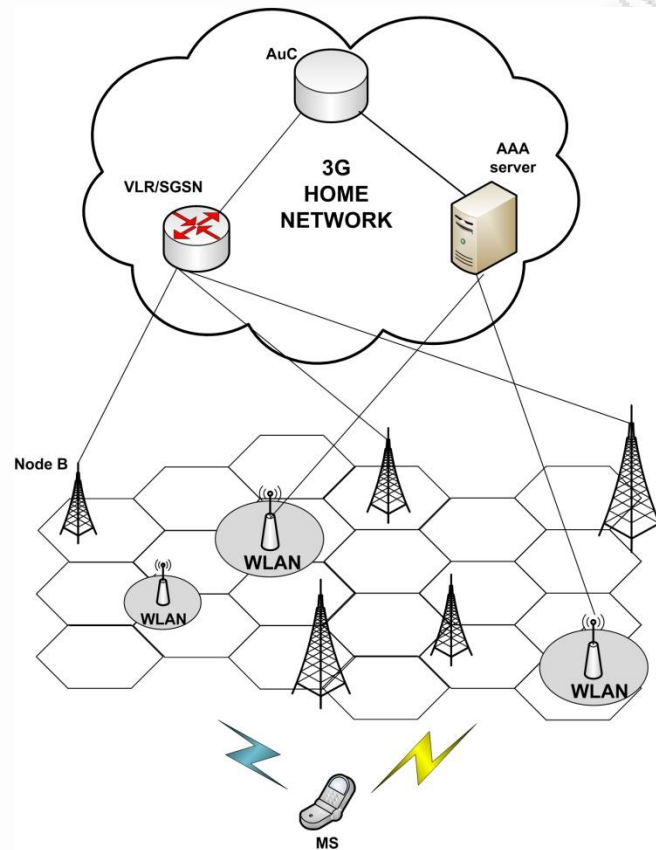 AuC
AAA
server
3G
HOME
NETWORK
VLR/SGSN
Node B
WLAN
WLAN
WLAN
MS